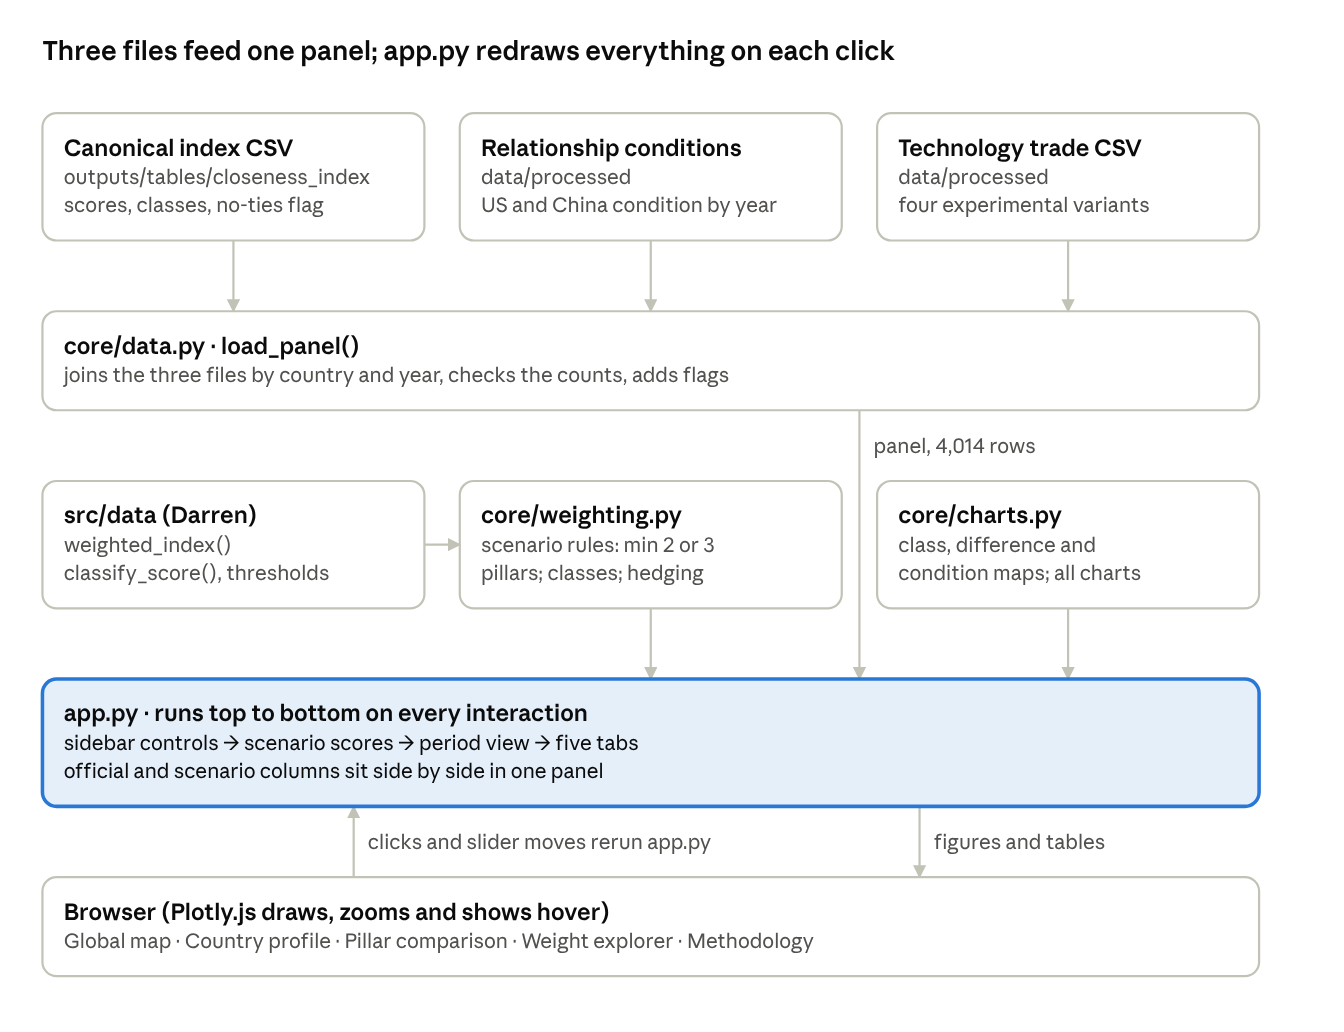 Three files feed one panel; app.py redraws everything on each click
Canonical index CSV
outputs/tables/closeness_index
scores, classes, no-ties flag
Relationship conditions
data/processed
US and China condition by year
Technology trade CSV
data/processed
four experimental variants
core/data.py · load_panel()
joins the three files by country and year, checks the counts, adds flags
panel, 4,014 rows
src/data (Darren)
weighted_index()
classify_score(), thresholds
core/weighting.py
scenario rules: min 2 or 3
pillars; classes; hedging
core/charts.py
class, difference and
condition maps; all charts
app.py · runs top to bottom on every interaction
sidebar controls → scenario scores → period view → five tabs
official and scenario columns sit side by side in one panel
clicks and slider moves rerun app.py
figures and tables
Browser (Plotly.js draws, zooms and shows hover)
Global map · Country profile · Pillar comparison · Weight explorer · Methodology